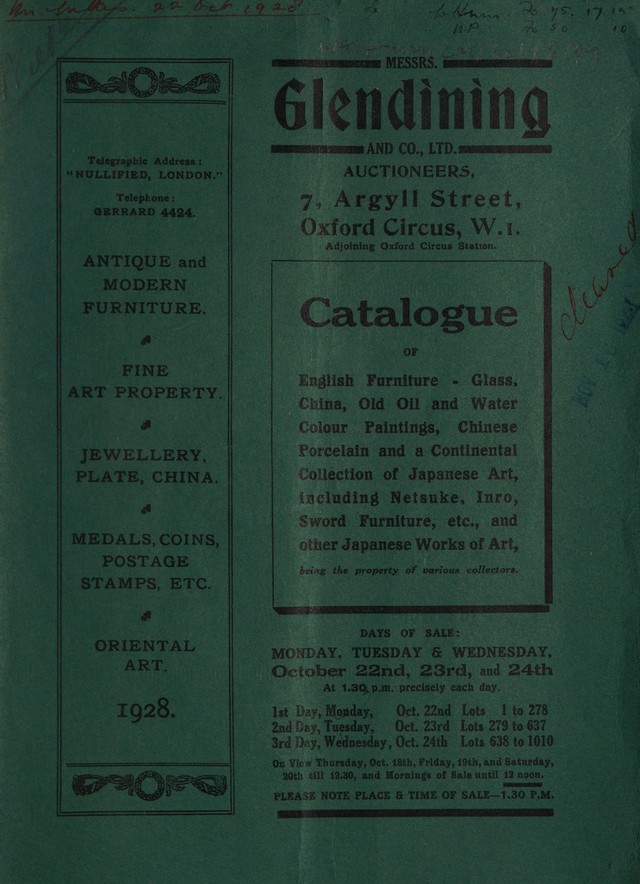 22 Oct 1928
Telegraphic Address:
"NULLIFIED, LONDON."
Telephone:
GERRARD 4424.
ANTIQUE and
MODERN
FURNITURE.
FINE
ART PROPERTY.
JEWELLERY,
PLATE, CHINA.
MEDALS, COINS,
POSTAGE
STAMPS, ETC.
ORIENTAL
ART.
1928.
MESSRS.
Glendining
AND CO., LTD.
AUCTIONEERS,
7, Argyll Street,
Oxford Circus, W.1.
Adjoining Oxford Circus Station.
Catalogue
OF
English Furniture - Glass,
China, Old Oil and Water
Colour Paintings, Chinese
Porcelain and a Continental
Collection of Japanese Art,
including Netsuke, Inro,
Sword Furniture, etc., and
other Japanese Works of Art,
being the property of various collectors.
DAYS OF SALE:
MONDAY, TUESDAY & WEDNESDAY,
October 22nd, 23rd, and 24th
At 1.30 p.m. precisely each day.
1st Day, Monday, Oct. 22nd Lots 1 to 278
2nd Day, Tuesday, Oct. 23rd Lots 279 to 637
3rd Day, Wednesday, Oct. 24th Lots 638 to 1010
On View Thursday, Oct. 18th, Friday, 19th, and Saturday,
20th till 12.30, and Mornings of Sale until 12 noon.
PLEASE NOTE PLACE & TIME OF SALE—1.30 P.M.